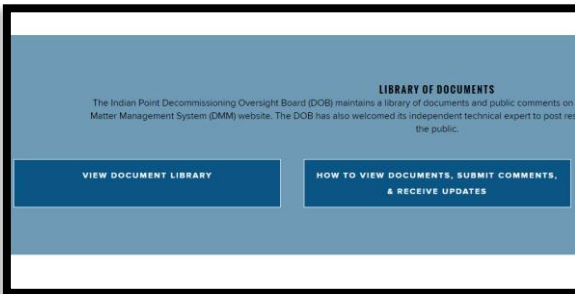 LIBRARY OF DOCUMENTS
The Indian Point Decommissioning Oversight Board (DOB) maintains a library of documents and public comments on
Matter Management System (DMM) website. The DOB has also welcomed its independent technical expert to post
the public.
VIEW DOCUMENT LIBRARY
HOW TO VIEW DOCUMENTS, SUBMIT COMMENTS,
& RECEIVE UPDATES